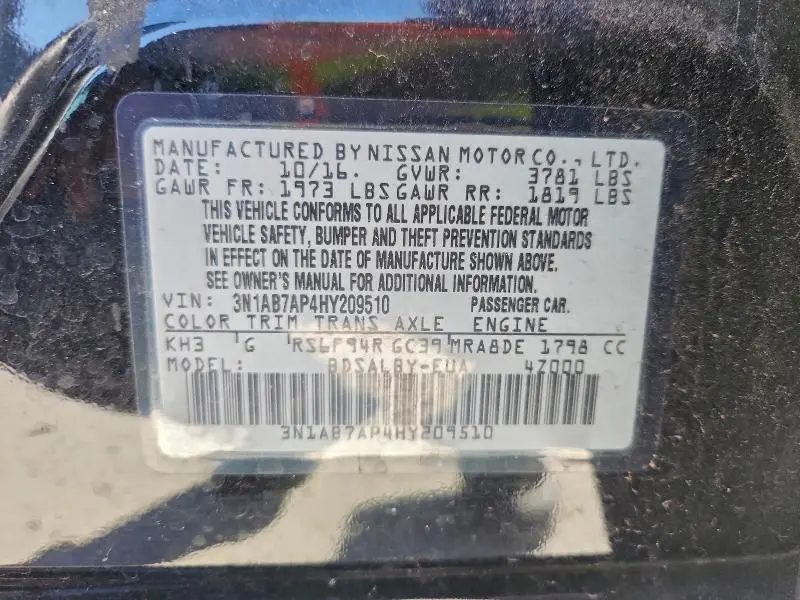 MANUFACTURED BY NISSAN MOTOR CO., LTD.
DATE: 10/16. GVWR: 3781 LBS
GAWR FR: 1973 LBS GAWR RR: 1819 LBS
THIS VEHICLE CONFORMS TO ALL APPLICABLE FEDERAL MOTOR
VEHICLE SAFETY, BUMPER AND THEFT PREVENTION STANDARDS
IN EFFECT ON THE DATE OF MANUFACTURE SHOWN ABOVE.
SEE OWNER'S MANUAL FOR ADDITIONAL INFORMATION.
VIN: 3N1AB7AP4HY209510 PASSENGER CAR.
COLOR TRIM TRANS AXLE ENGINE
KH3 G RS6F94R GC39 MRA8DE 1798 CC
MODEL: BDSALBY-EUA 4Z000
3N1AB7AP4HY209510